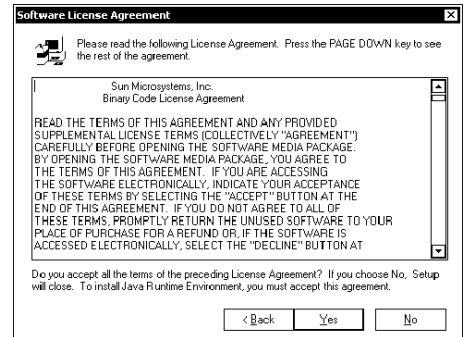 Software License Agreement
Please read the following License Agreement. Press the PAGE DOWN key to see
the rest of the agreement.
Sun Microsystems, Inc.
Binary Code License Agreement
READ THE TERMS OF THIS AGREEMENT AND ANY PROVIDED
SUPPLEMENTAL LICENSE TERMS (COLLECTIVELY "AGREEMENT")
CAREFULLY BEFORE OPENING THE SOFTWARE MEDIA PACKAGE.
BY OPENING THE SOFTWARE MEDIA PACKAGE, YOU AGREE TO
THE TERMS OF THIS AGREEMENT. IF YOU ARE ACCESSING
THE SOFTWARE ELECTRONICALLY, INDICATE YOUR ACCEPTANCE
OF THESE TERMS BY SELECTING THE "ACCEPT" BUTTON AT THE
END OF THIS AGREEMENT. IF YOU DO NOT AGREE TO ALL OF
THESE TERMS, PROMPTLY RETURN THE UNUSED SOFTWARE TO YOUR
PLACE OF PURCHASE FOR A REFUND OR, IF THE SOFTWARE IS
ACCESSED ELECTRONICALLY, SELECT THE "DECLINE" BUTTON AT
Do you accept all the terms of the preceding License Agreement? If you choose No, Setup
will close. To install Java Runtime Environment, you must accept this agreement.
< Back Yes No